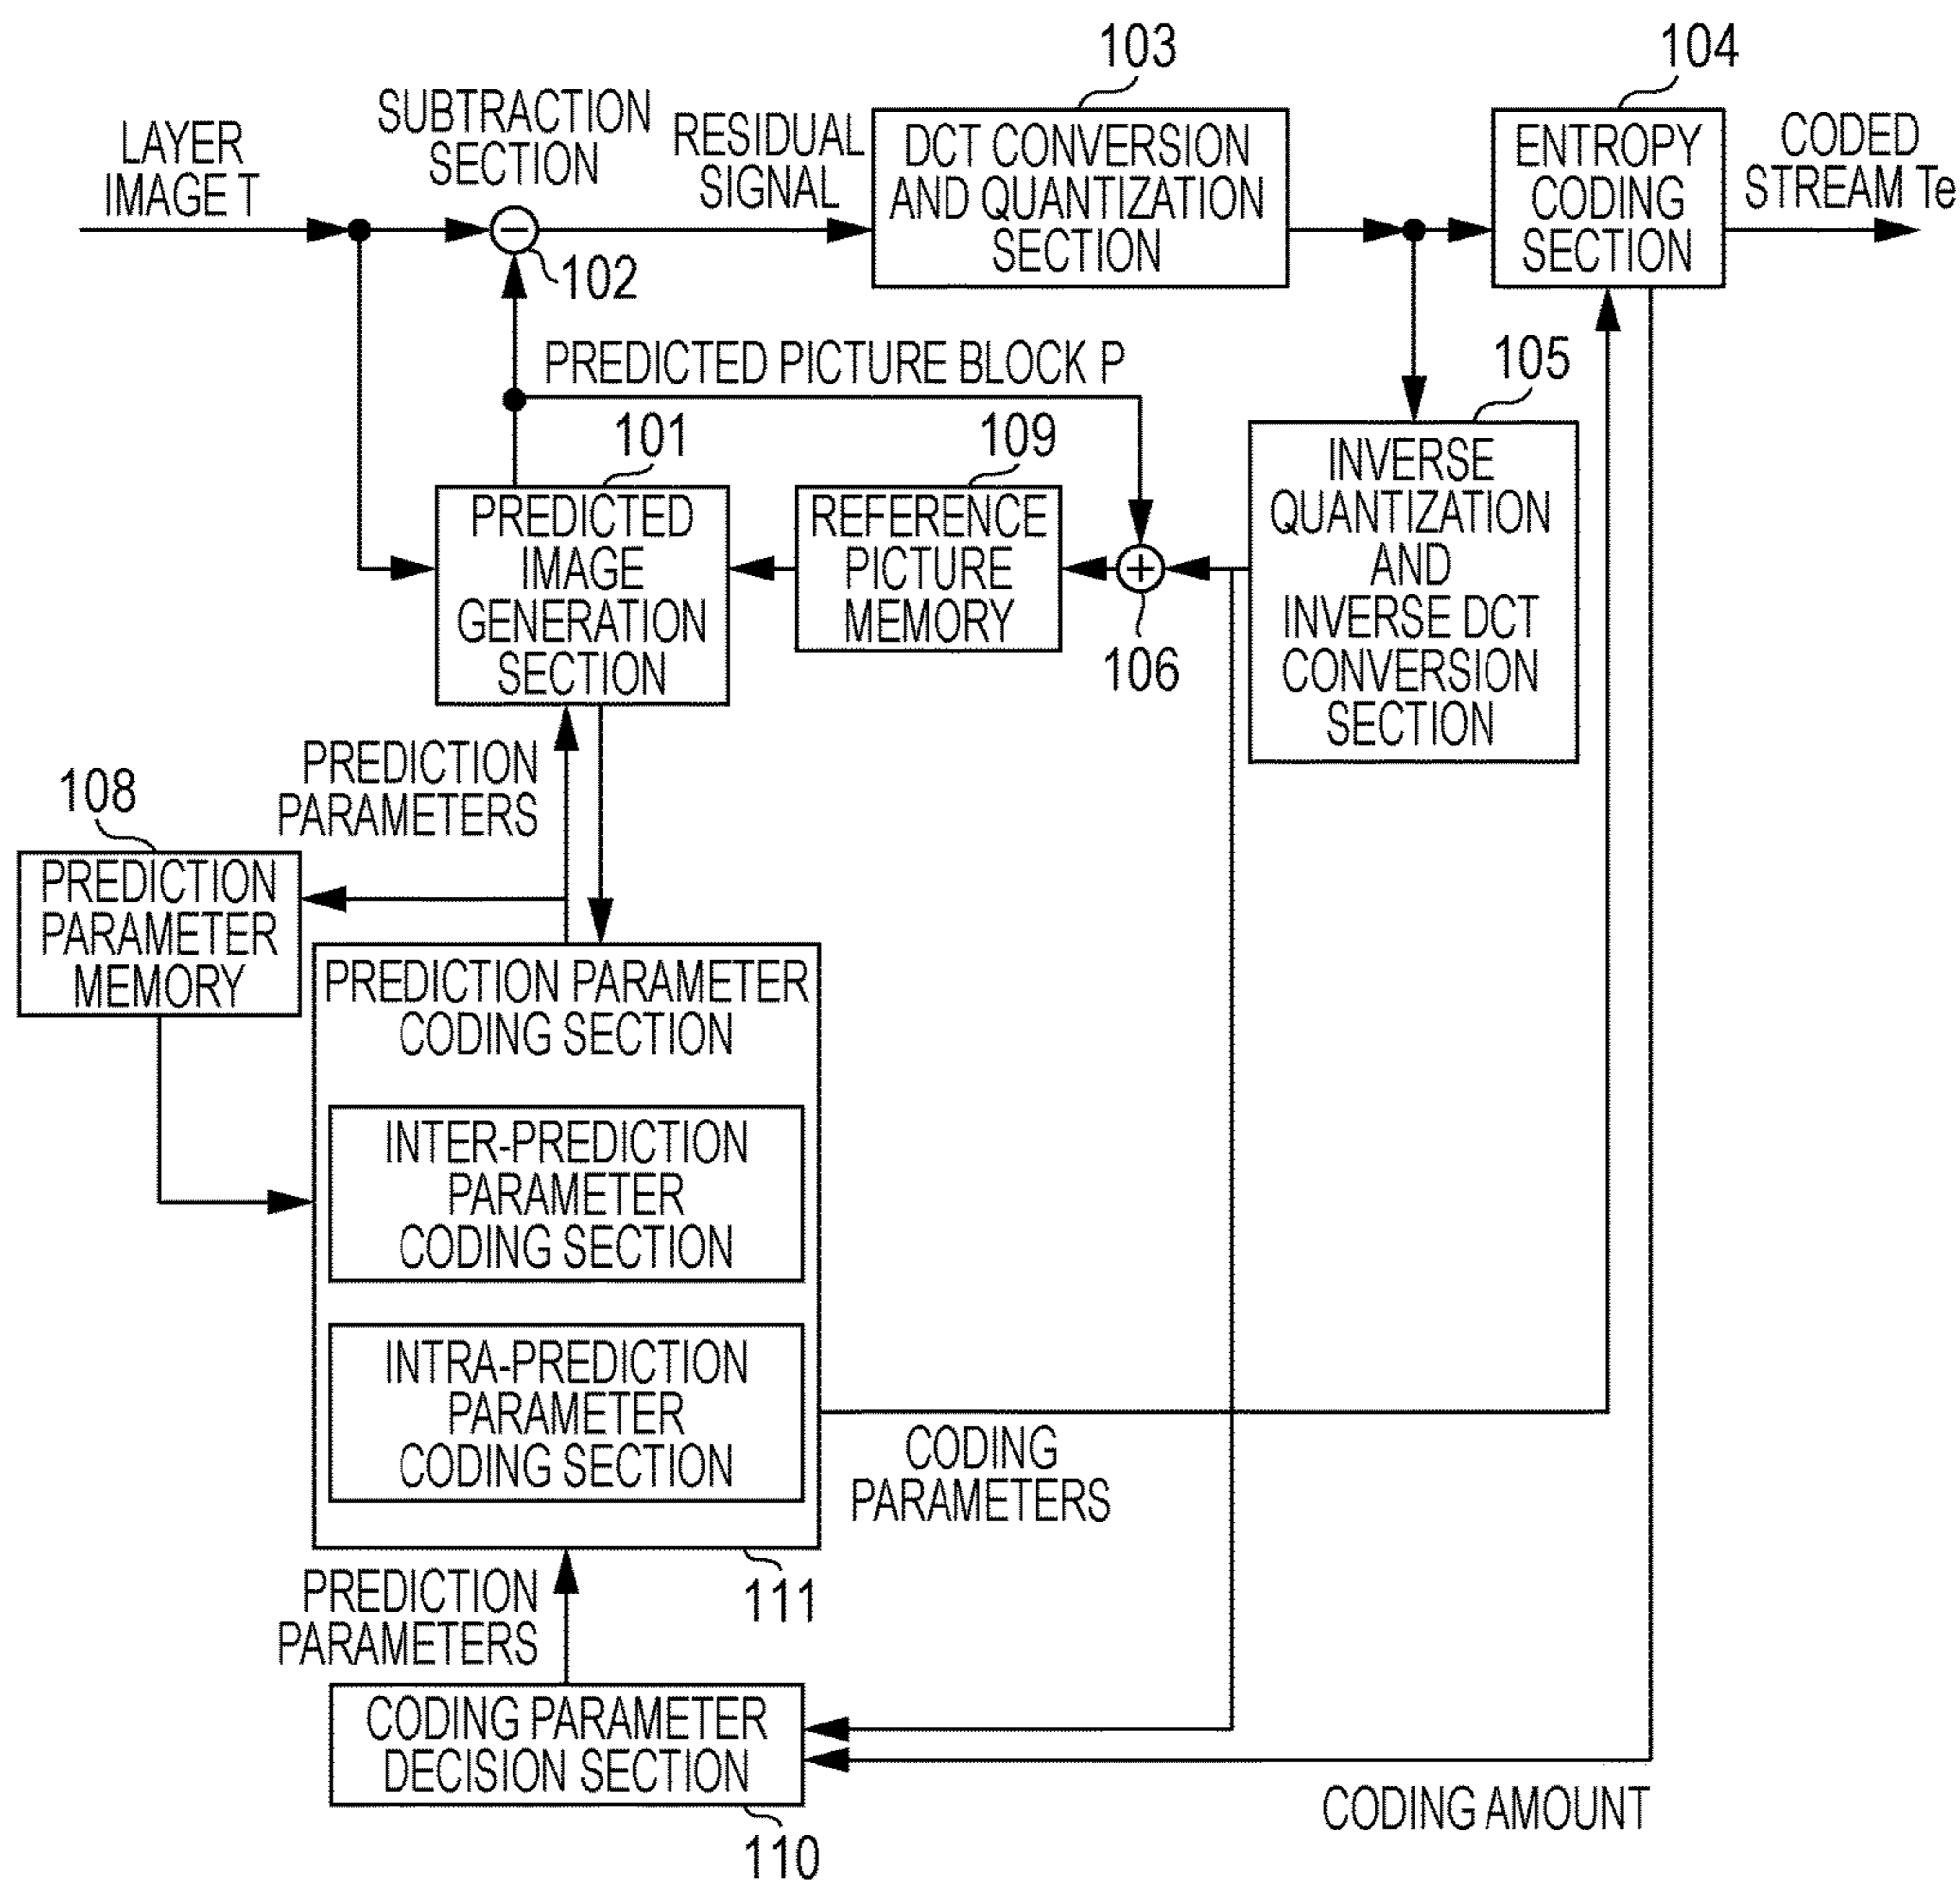 103
104
LAYER
IMAGE T
SUBTRACTION
SECTION
RESIDUAL
SIGNAL
DCT CONVERSION
AND QUANTIZATION
SECTION
ENTROPY
CODING
SECTION
CODED
STREAM Te
102
PREDICTED PICTURE BLOCK P
105
101
109
PREDICTED
IMAGE
GENERATION
SECTION
REFERENCE
PICTURE
MEMORY
106
INVERSE
QUANTIZATION
AND
INVERSE DCT
CONVERSION
SECTION
PREDICTION
PARAMETERS
108
PREDICTION
PARAMETER
MEMORY
PREDICTION PARAMETER
CODING SECTION
INTER-PREDICTION
PARAMETER
CODING SECTION
INTRA-PREDICTION
PARAMETER
CODING SECTION
CODING
PARAMETERS
111
PREDICTION
PARAMETERS
CODING PARAMETER
DECISION SECTION
110
CODING AMOUNT